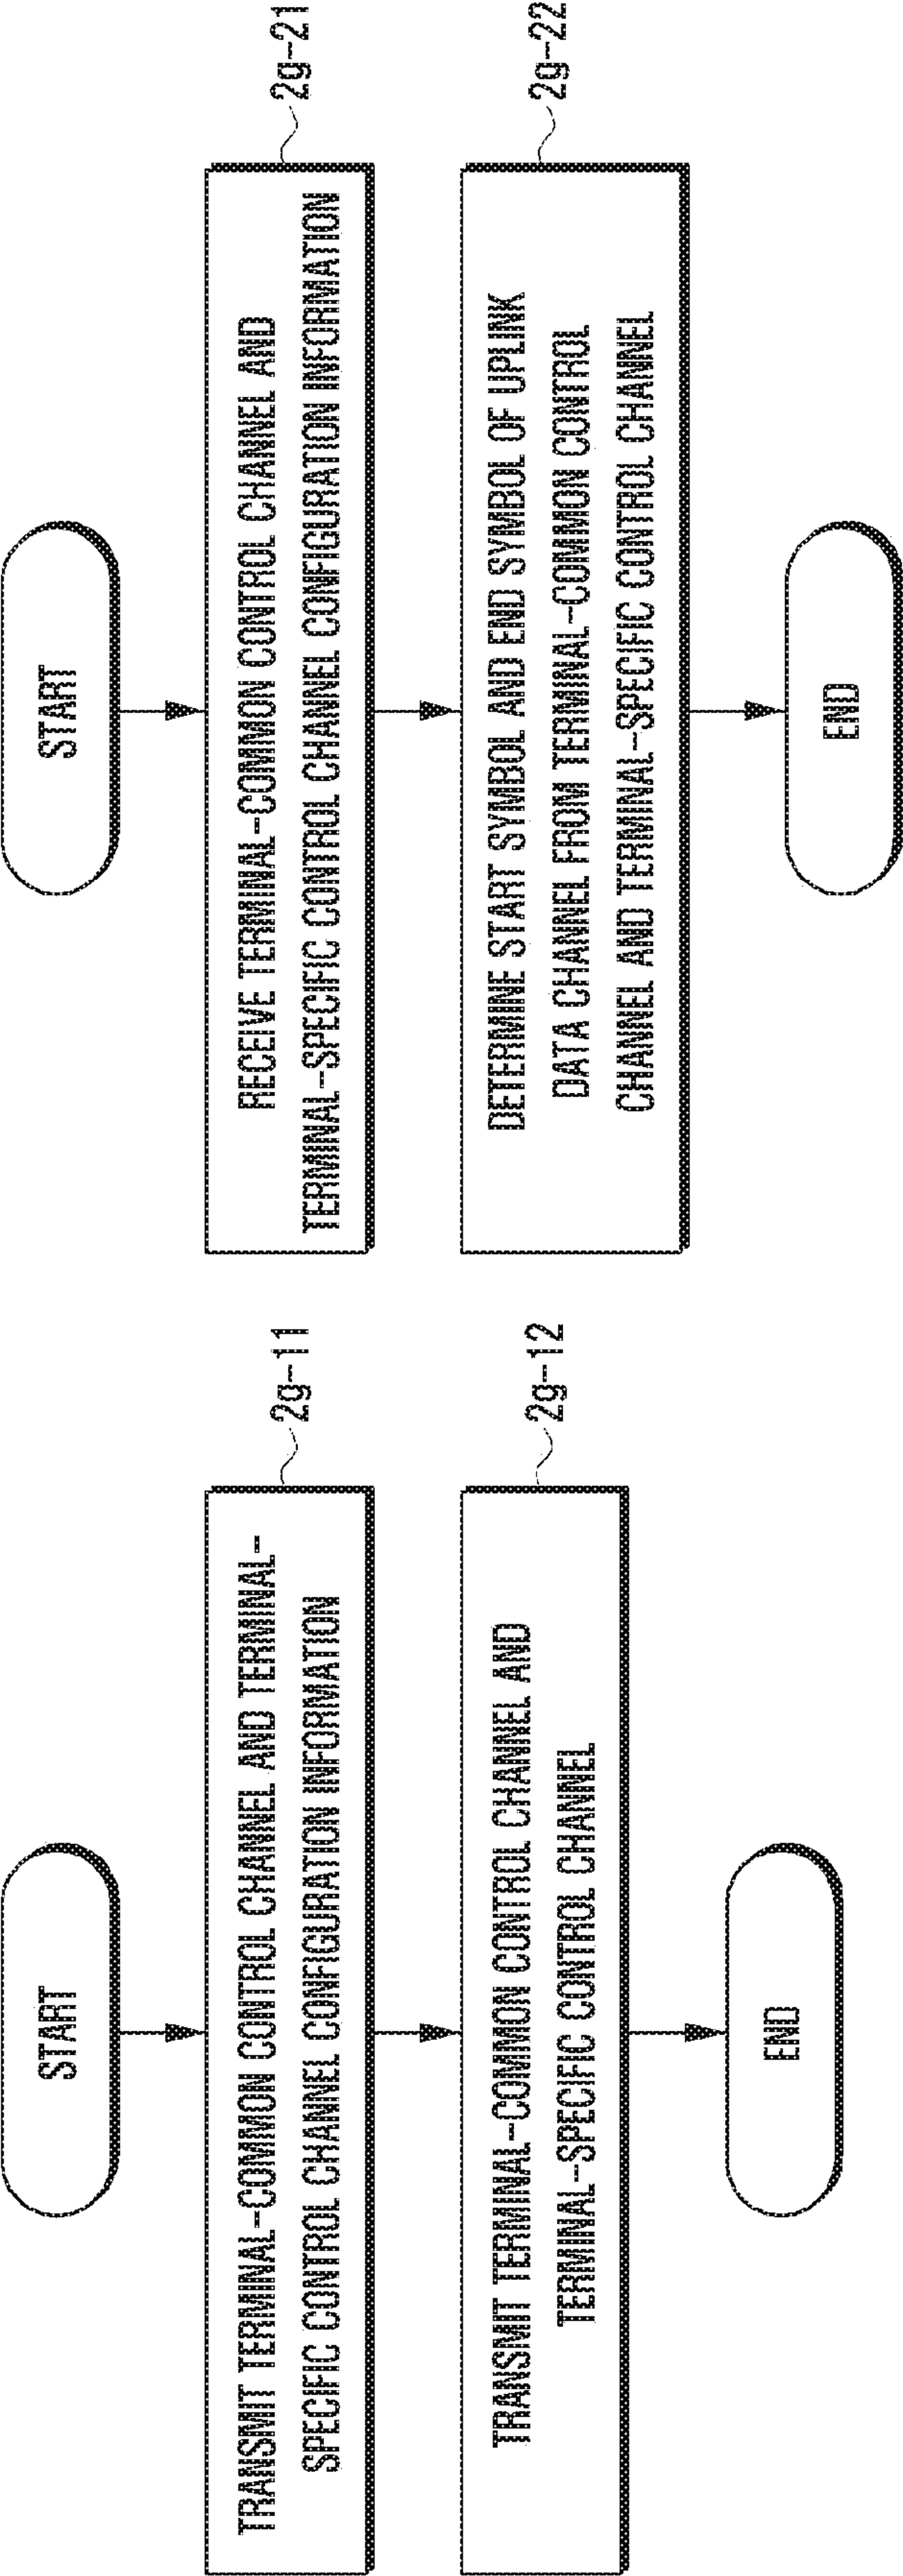 START
TRANSMIT TERMINAL-COMMON CONTROL CHANNEL AND TERMINAL-
SPECIFIC CONTROL CHANNEL CONFIGURATION INFORMATION
2g-11
TRANSMIT TERMINAL-COMMON CONTROL CHANNEL AND
TERMINAL-SPECIFIC CONTROL CHANNEL
2g-12
END
START
RECEIVE TERMINAL-COMMON CONTROL CHANNEL AND
TERMINAL-SPECIFIC CONTROL CHANNEL CONFIGURATION INFORMATION
2g-21
DETERMINE START SYMBOL AND END SYMBOL OF UPLINK
DATA CHANNEL FROM TERMINAL-COMMON CONTROL
CHANNEL AND TERMINAL-SPECIFIC CONTROL CHANNEL
2g-22
END